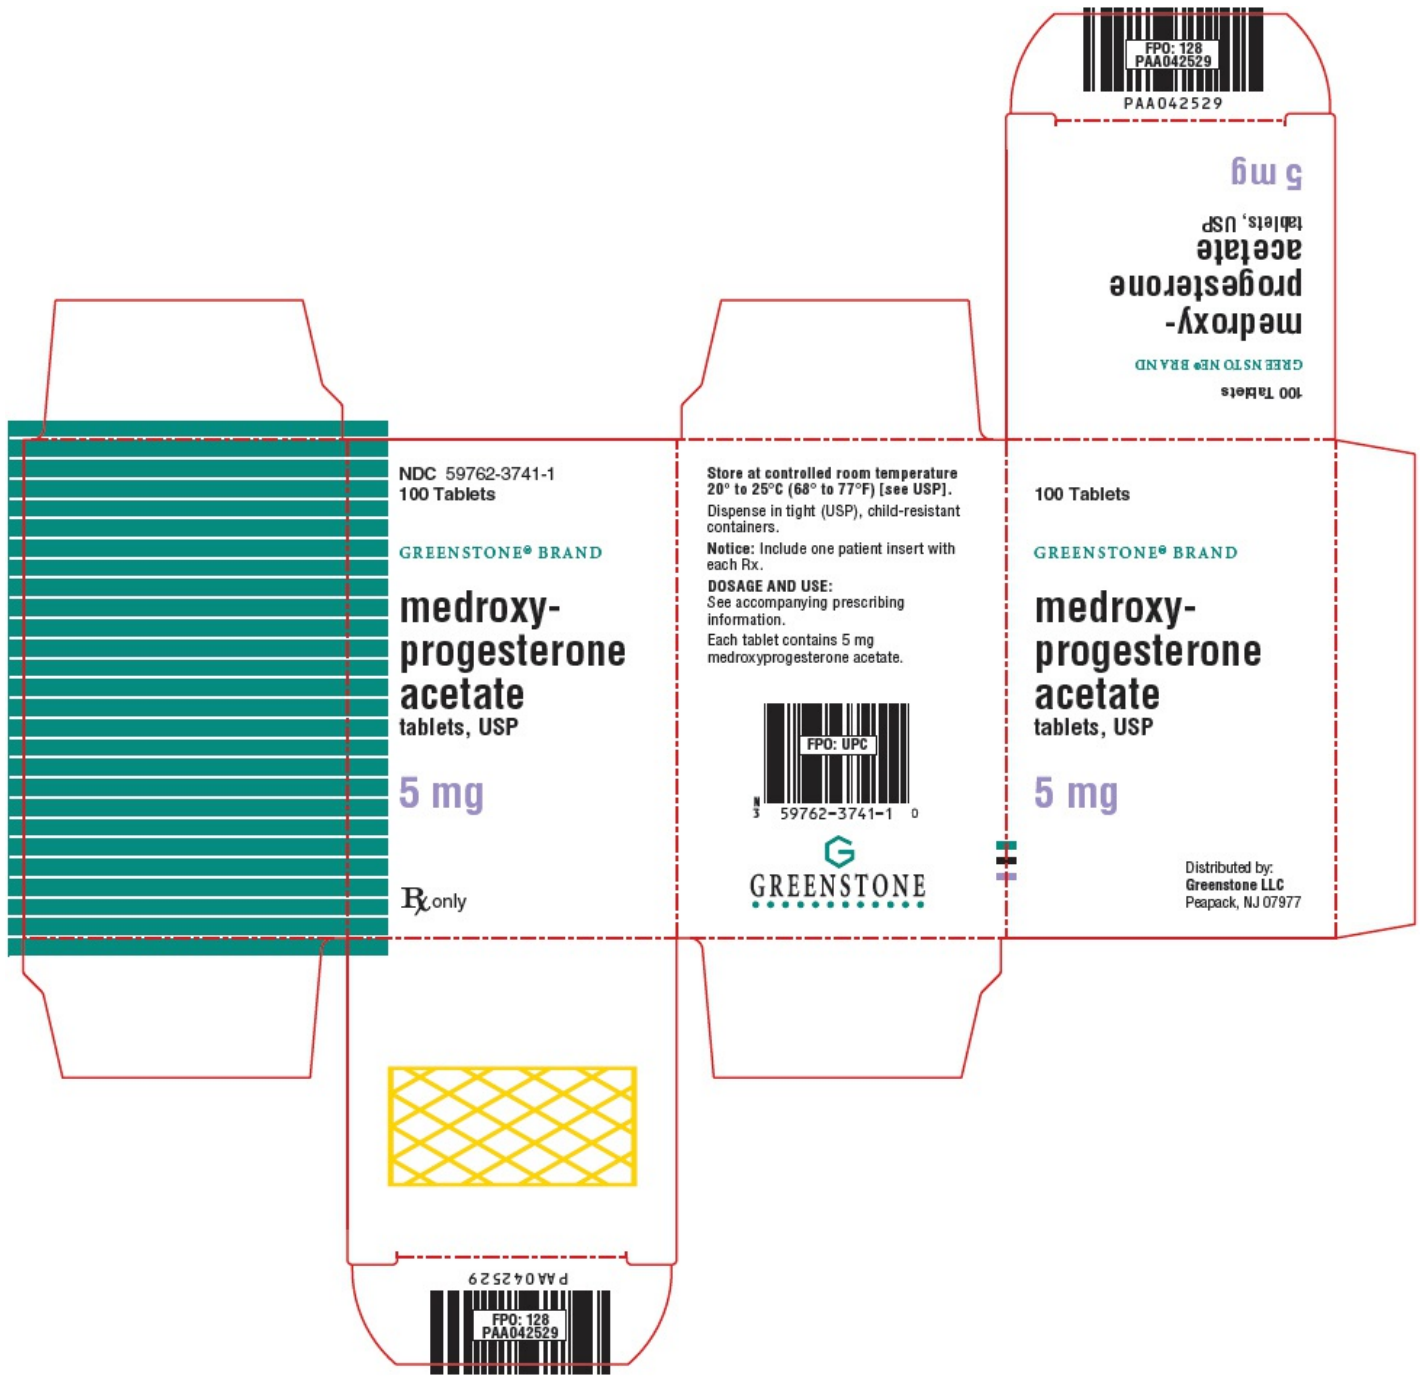 FPO: 128
PAA042529
PAA042529
5 mg
tablets, USP
acetate
progesterone
medroxy-
GREENSTONE® BRAND
100 Tablets
NDC 59762-3741-1
100 Tablets
GREENSTONE® BRAND
medroxy-
progesterone
acetate
tablets, USP
5 mg
Rx only
Store at controlled room temperature
20° to 25°C (68° to 77°F) [see USP].
Dispense in tight (USP), child-resistant
containers.
Notice: Include one patient insert with
each Rx.
DOSAGE AND USE:
See accompanying prescribing
information.
Each tablet contains 5 mg
medroxyprogesterone acetate.
FPO: UPC
N
3
59762-3741-1 0
G
GREENSTONE
100 Tablets
GREENSTONE® BRAND
medroxy-
progesterone
acetate
tablets, USP
5 mg
Distributed by:
Greenstone LLC
Peapack, NJ 07977
PAA042529
FPO: 128
PAA042529